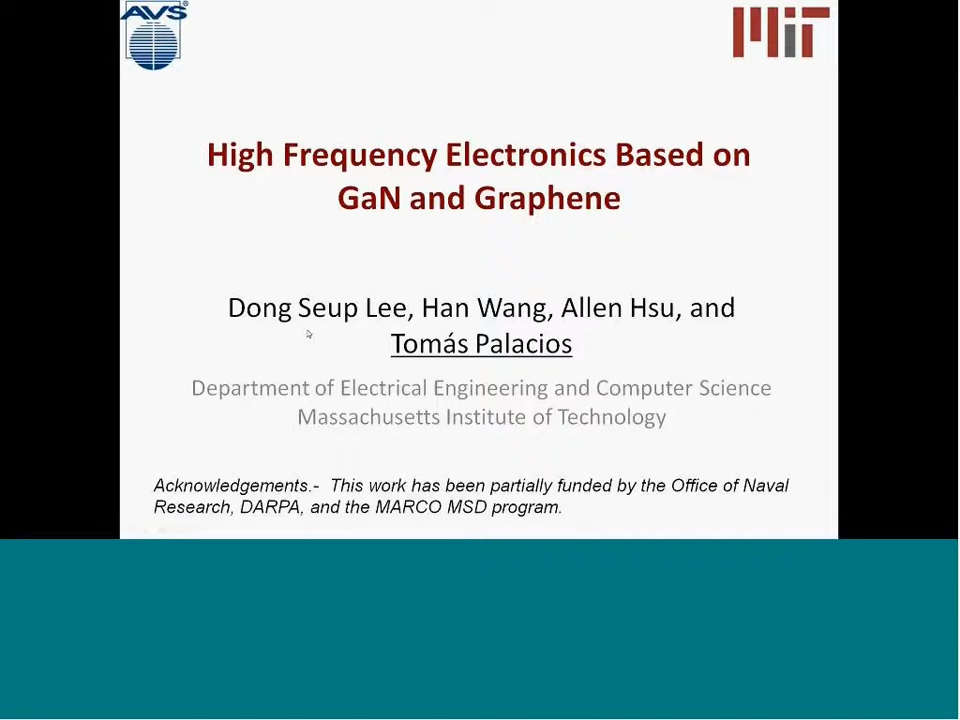 AVS
MIT
High Frequency Electronics Based on
GaN and Graphene
Dong Seup Lee, Han Wang, Allen Hsu, and
Tomás Palacios
Department of Electrical Engineering and Computer Science
Massachusetts Institute of Technology
Acknowledgements.- This work has been partially funded by the Office of Naval
Research, DARPA, and the MARCO MSD program.